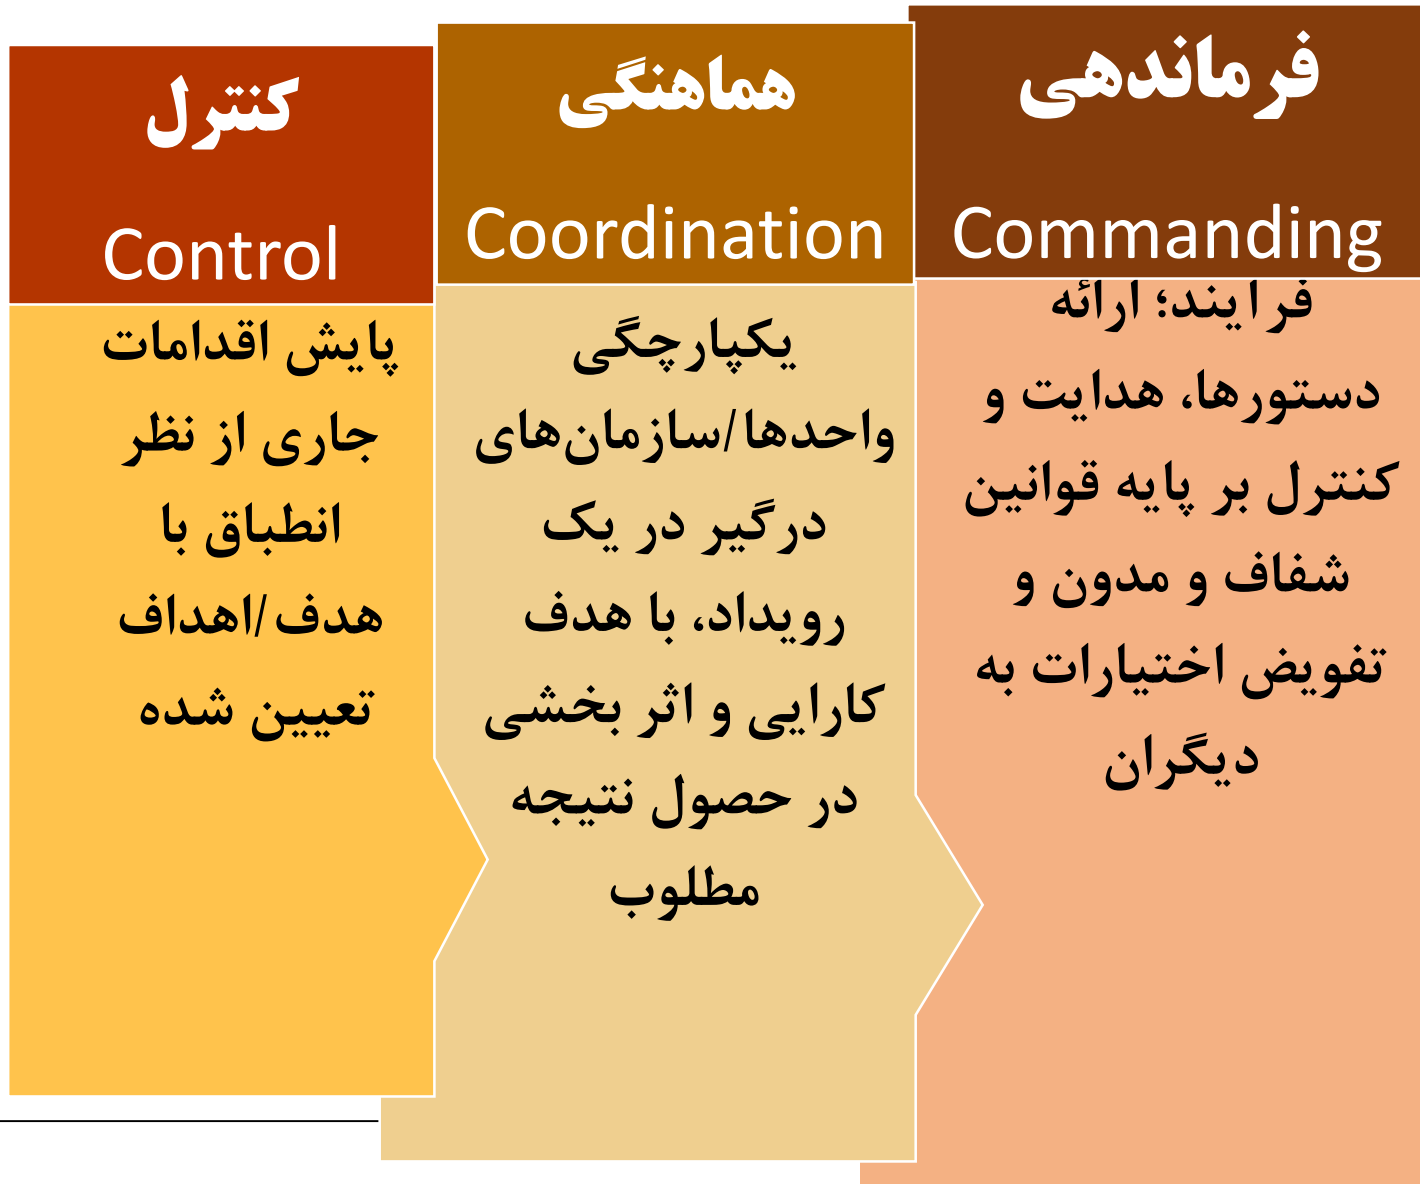 فرماندهی
Commanding
فرآیند؛ ارائه
دستورها، هدایت و
کنترل بر پایه قوانین
شفاف و مدون و
تفویض اختیارات به
دیگران
هماهنگی
Coordination
یکپارچگی
واحدها/سازمان‌های
درگیر در یک
رویداد، با هدف
کارایی و اثر بخشی
در حصول نتیجه
مطلوب
کنترل
Control
پایش اقدامات
جاری از نظر
انطباق با
هدف/اهداف
تعیین شده